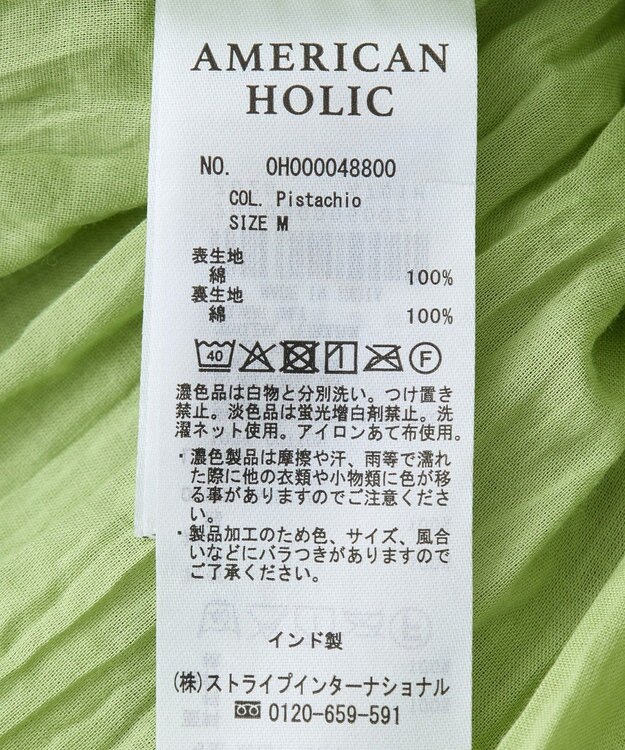 AMERICAN
HOLIC
NO. OH000048800
COL. Pistachio
SIZE M
表生地
綿 100%
裏生地
綿 100%
40 F
濃色品は白物と分別洗い。つけ置き
禁止。淡色品は蛍光増白剤禁止。洗
濯ネット使用。アイロンあて布使用。
・濃色製品は摩擦や汗、雨等で濡れ
た際に他の衣類や小物類に色が移
る事がありますのでご注意くださ
い。
・製品加工のため色、サイズ、風合
いなどにバラつきがありますので
ご了承ください。
インド製
(株)ストライプインターナショナル
0120-659-591